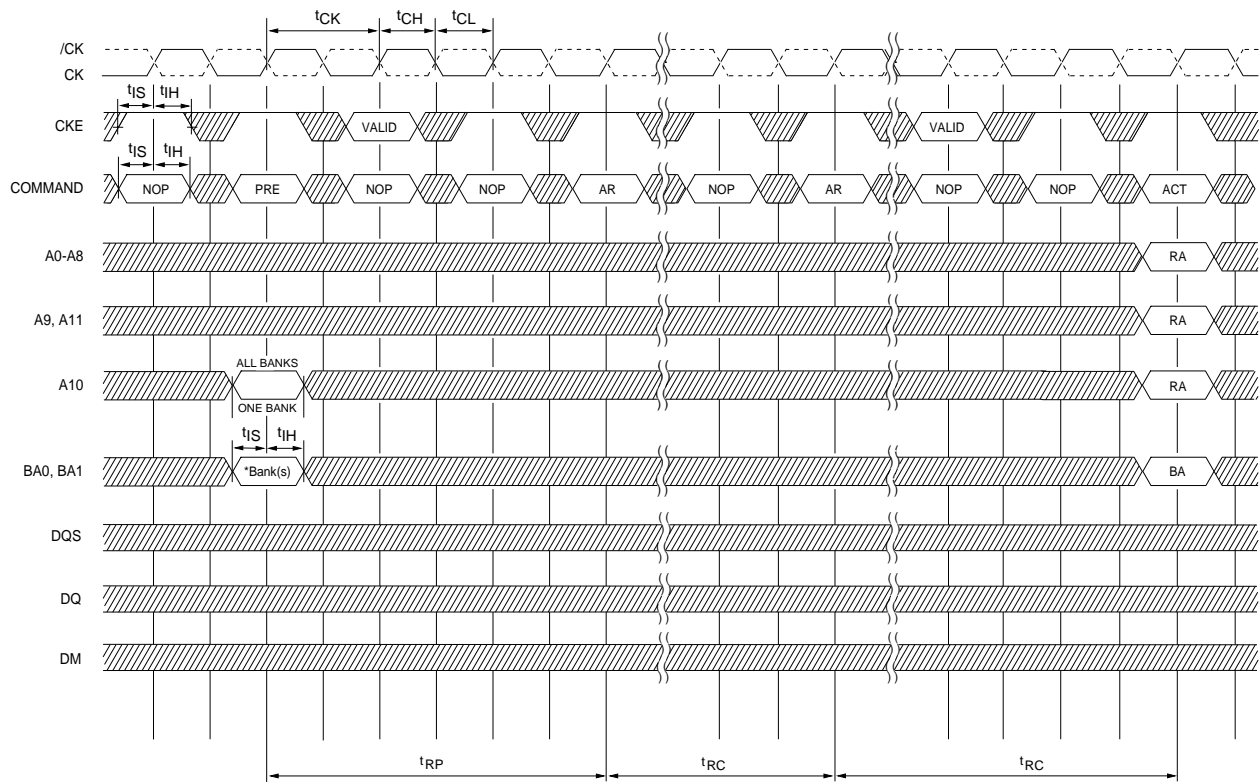 tCK tCH tCL
/CK
CK
tIS tIH
CKE VALID VALID
tIS tIH
COMMAND NOP PRE NOP NOP AR NOP AR NOP NOP ACT
A0-A8 RA
A9, A11 RA
ALL BANKS
A10 RA
ONE BANK
tIS tIH
BA0, BA1 *Bank(s) BA
DQS
DQ
DM
tRP tRC tRC